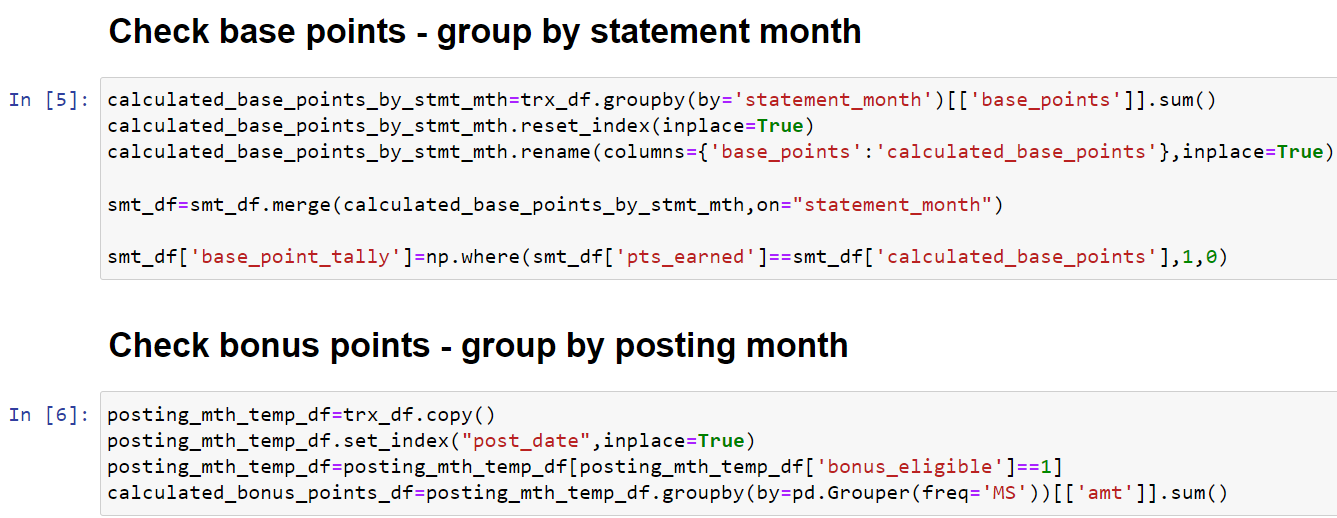 Check base points - group by statement month
In [5]: calculated_base_points_by_stmt_mth=trx_df.groupby(by='statement_month')[['base_points']].sum()
calculated_base_points_by_stmt_mth.reset_index(inplace=True)
calculated_base_points_by_stmt_mth.rename(columns={'base_points':'calculated_base_points'},inplace=True)
smt_df=smt_df.merge(calculated_base_points_by_stmt_mth,on="statement_month")
smt_df['base_point_tally']=np.where(smt_df['pts_earned']==smt_df['calculated_base_points'],1,0)
Check bonus points - group by posting month
In [6]: posting_mth_temp_df=trx_df.copy()
posting_mth_temp_df.set_index("post_date",inplace=True)
posting_mth_temp_df=posting_mth_temp_df[posting_mth_temp_df['bonus_eligible']==1]
calculated_bonus_points_df=posting_mth_temp_df.groupby(by=pd.Grouper(freq='MS'))[['amt']].sum()